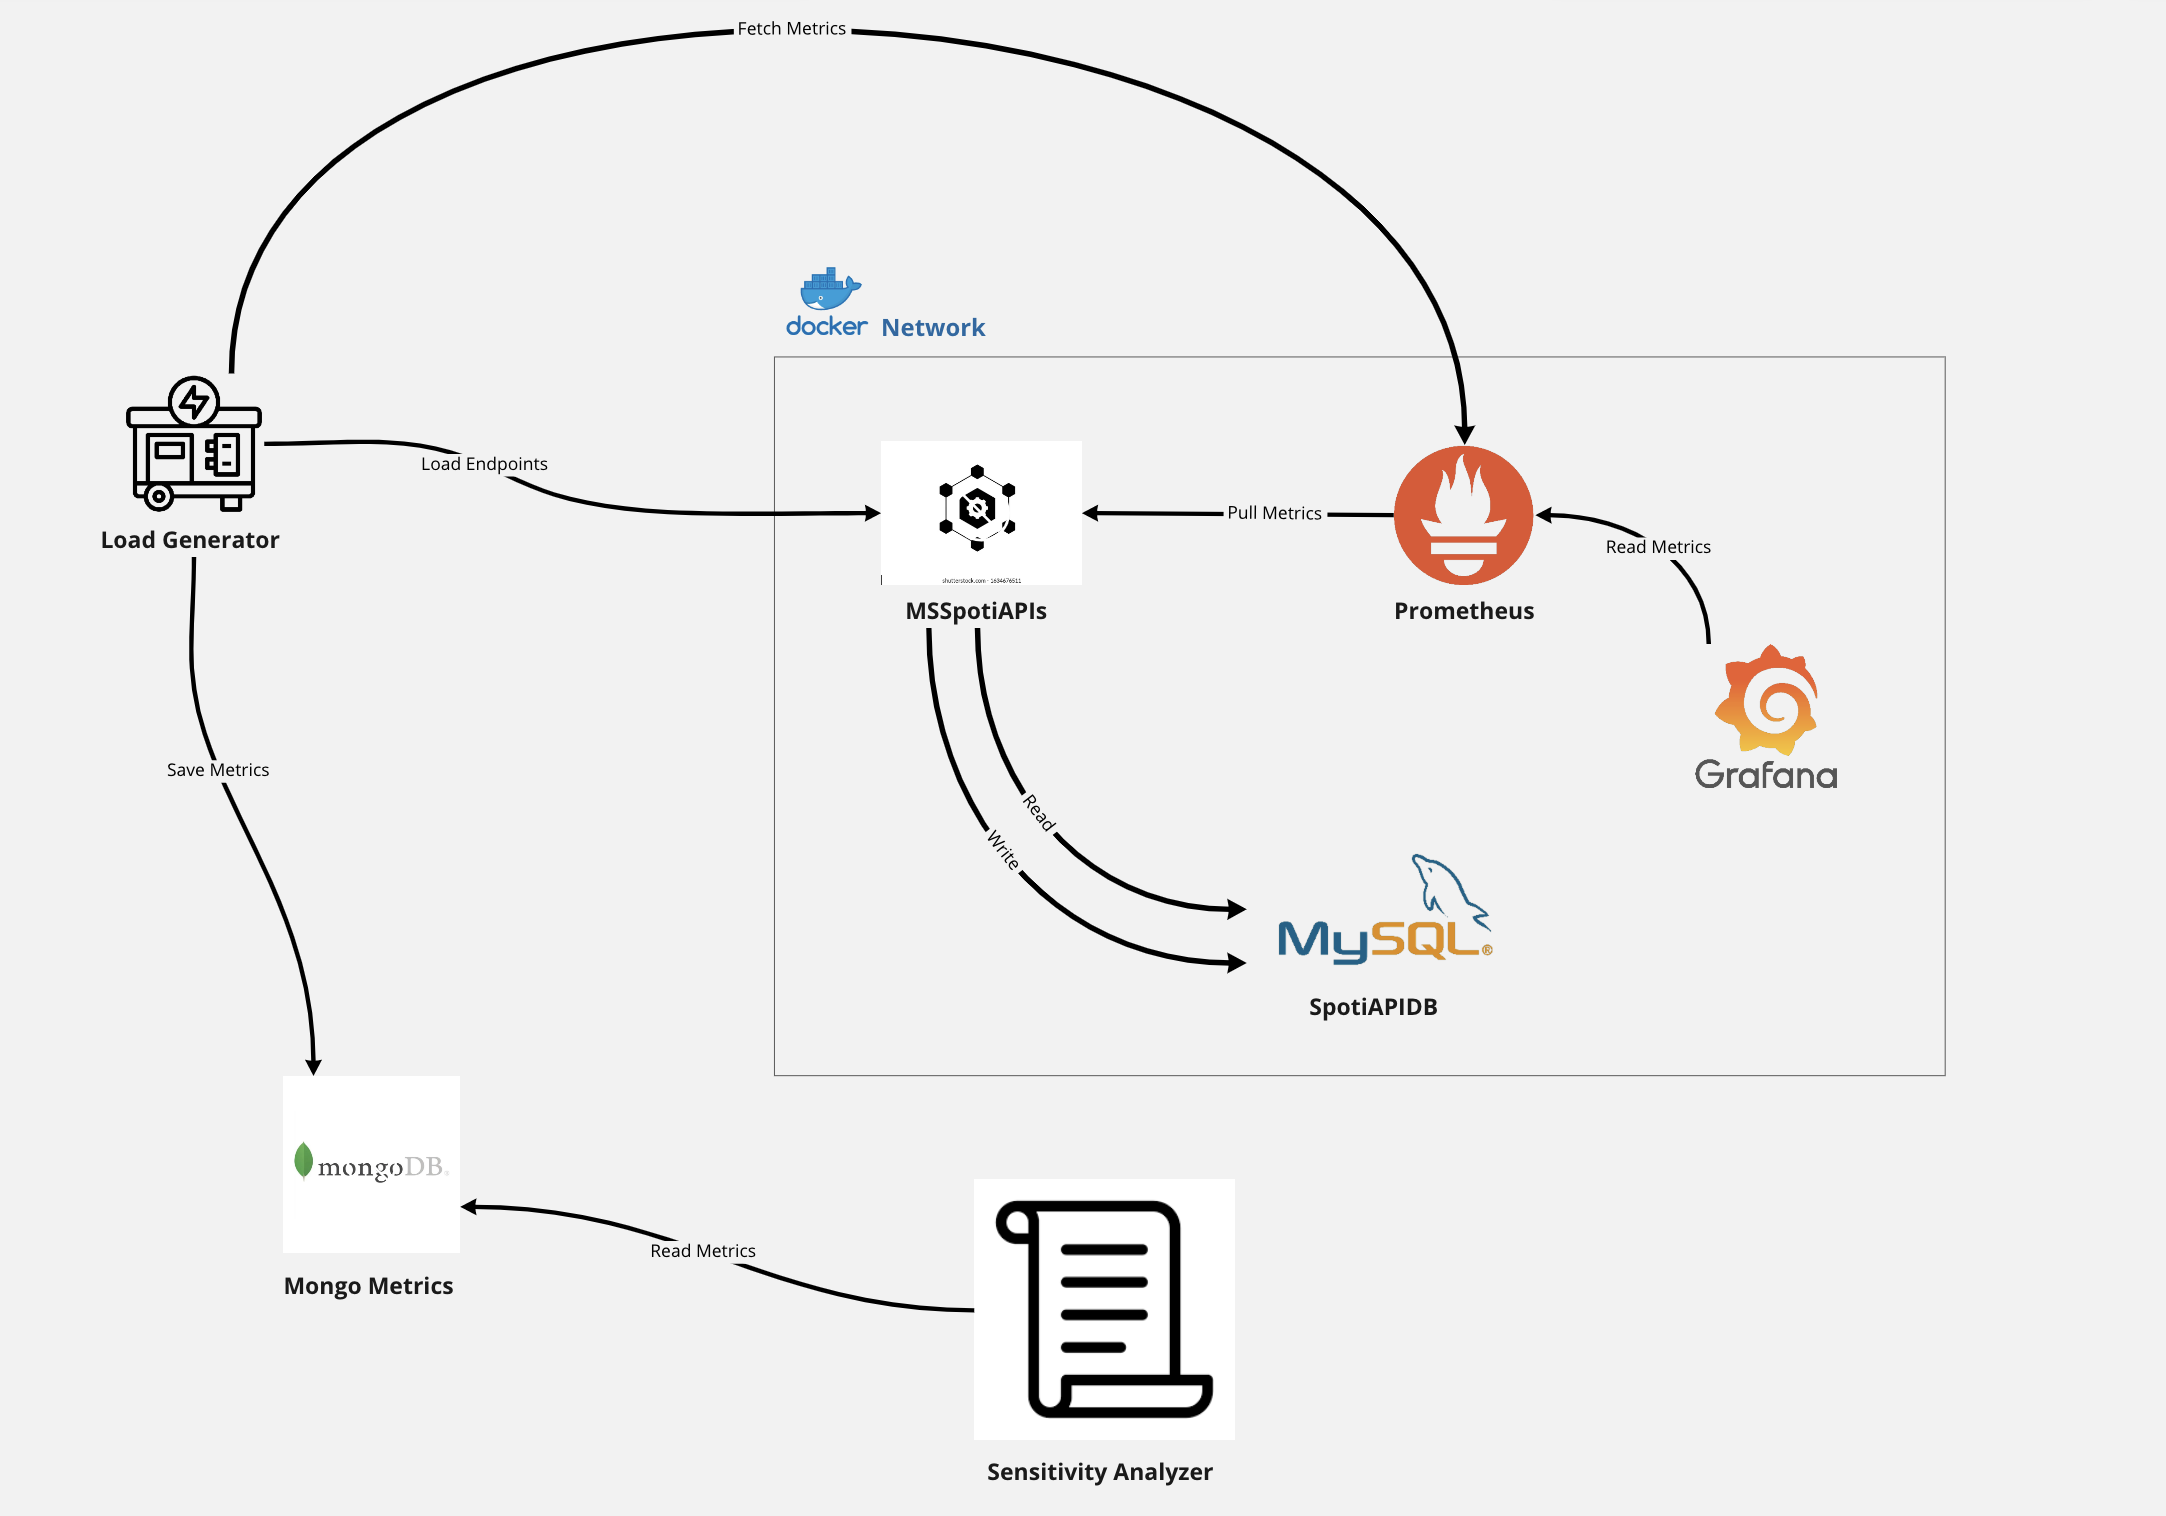 Fetch Metrics
docker Network
Load Endpoints
Load Generator
shutterstock.com · 1634676511
Pull Metrics
Read Metrics
MSSpotiAPIs
Prometheus
Grafana
Save Metrics
Read
Write
MySQL®
SpotiAPIDB
mongoDB®
Read Metrics
Mongo Metrics
Sensitivity Analyzer